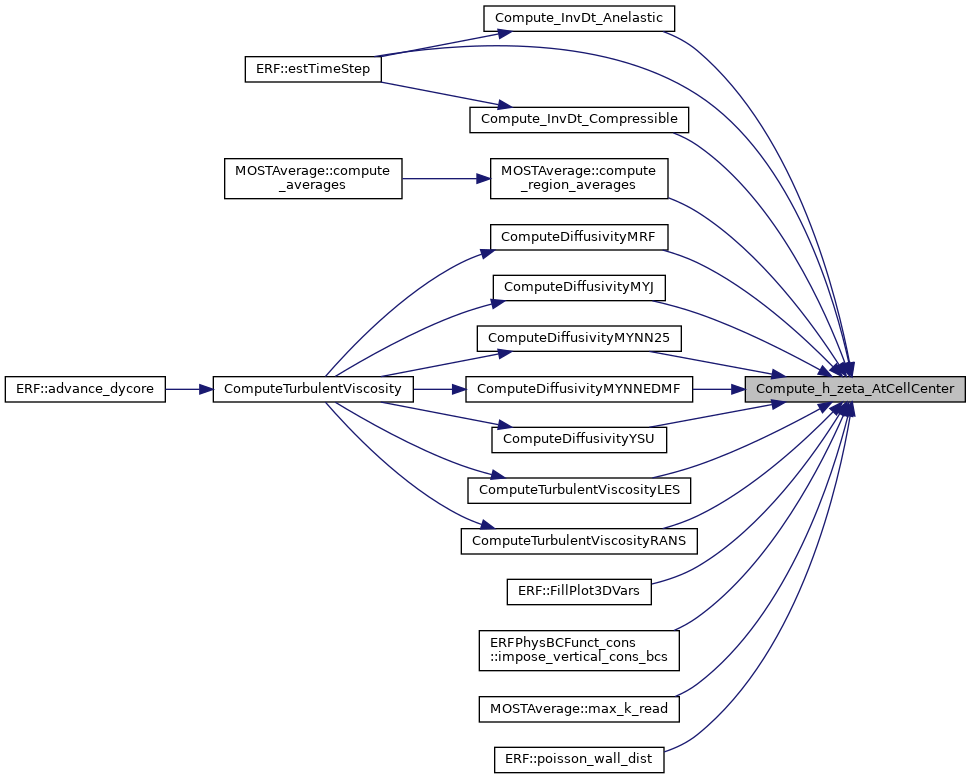 Compute_InvDt_Anelastic
ERF::estTimeStep
Compute_InvDt_Compressible
MOSTAverage::compute
_averages
MOSTAverage::compute
_region_averages
ComputeDiffusivityMRF
ComputeDiffusivityMYJ
ComputeDiffusivityMYNN25
ERF::advance_dycore
ComputeTurbulentViscosity
ComputeDiffusivityMYNNEDMF
Compute_h_zeta_AtCellCenter
ComputeDiffusivityYSU
ComputeTurbulentViscosityLES
ComputeTurbulentViscosityRANS
ERF::FillPlot3DVars
ERFPhysBCFunct_cons
::impose_vertical_cons_bcs
MOSTAverage::max_k_read
ERF::poisson_wall_dist